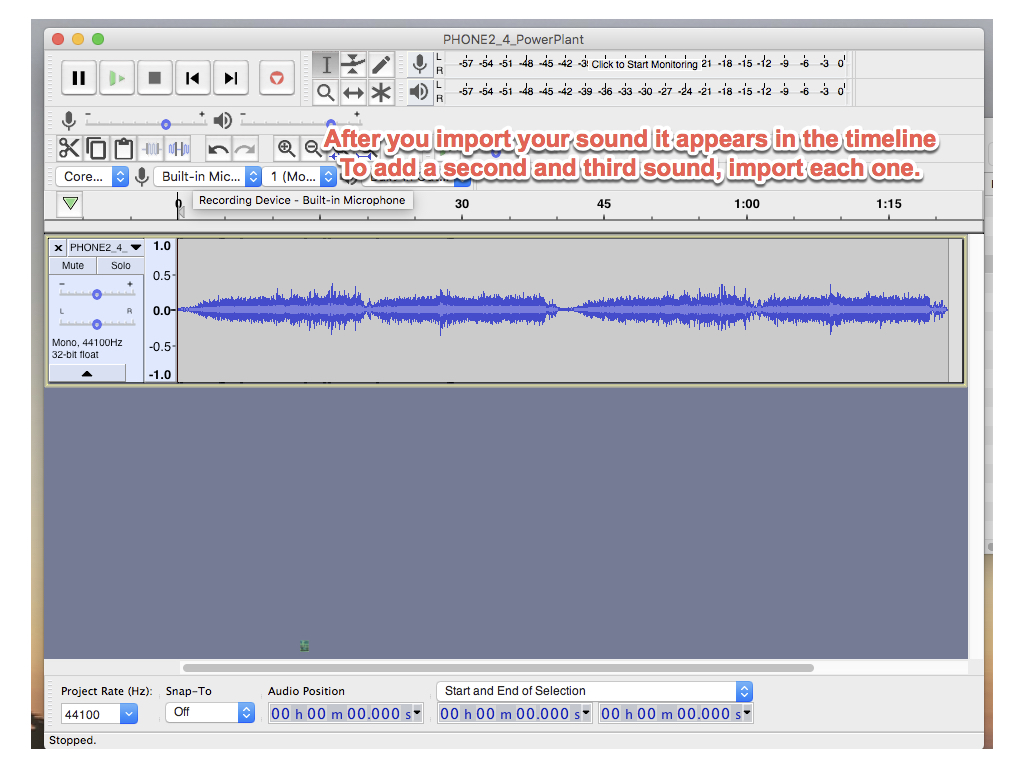 PHONE2_4_PowerPlant
L
R
-57 -54 -51 -48 -45 -42 -3 Click to Start Monitoring 21 -18 -15 -12 -9 -6 -3 0
L
R
-57 -54 -51 -48 -45 -42 -39 -36 -33 -30 -27 -24 -21 -18 -15 -12 -9 -6 -3 0
- + - +
After you import your sound it appears in the timeline
To add a second and third sound, import each one.
Core... Built-in Mic... 1 (Mo...
Recording Device - Built-in Microphone
0 30 45 1:00 1:15
x PHONE2_4_ 1.0
Mute Solo
0.5
- +
L R
0.0
Mono, 44100Hz
32-bit float
-0.5
-1.0
Project Rate (Hz): Snap-To Audio Position Start and End of Selection
44100 Off 00 h 00 m 00.000 s 00 h 00 m 00.000 s 00 h 00 m 00.000 s
Stopped.